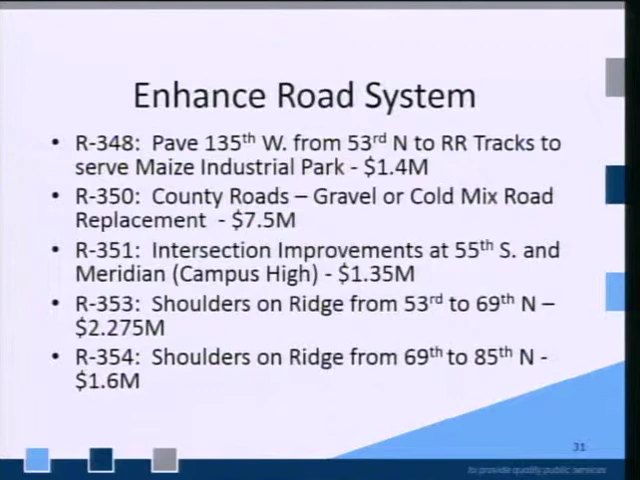 Enhance Road System
• R-348:  Pave 135th W. from 53rd N to RR Tracks to
serve Maize Industrial Park - $1.4M
• R-350:  County Roads – Gravel or Cold Mix Road
Replacement  - $7.5M
• R-351:  Intersection Improvements at 55th S. and
Meridian (Campus High) - $1.35M
• R-353:  Shoulders on Ridge from 53rd to 69th N –
$2.275M
• R-354:  Shoulders on Ridge from 69th to 85th N -
$1.6M
31
to provide quality public services